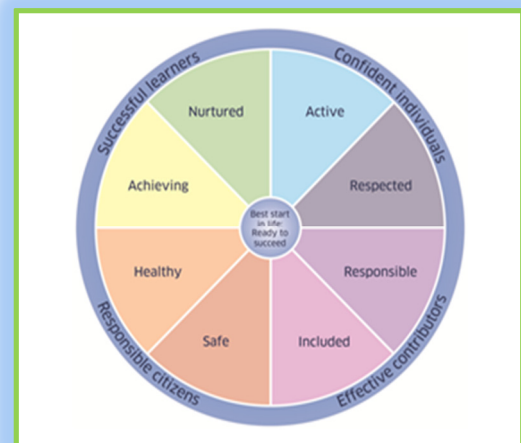 Successful learners
Confident individuals
Nurtured
Active
Achieving
Respected
Best start
in life:
Ready to
succeed
Healthy
Responsible
Safe
Included
Responsible citizens
Effective contributors